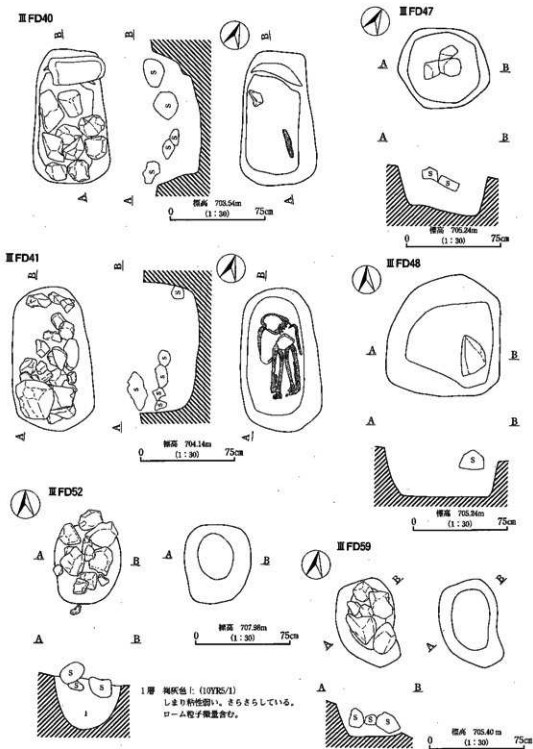 ⅢFD40
B
B
B
S
S
S
S
S
A
A
A
標高 703.54m
(1:30)
0 75cm
ⅢFD47
A B
A B
S
S
標高 705.24m
(1:30)
0 75cm
ⅢFD41
B
B
B
S
S
S
S
S
S
A
A
A
標高 704.14m
(1:30)
0 75cm
ⅢFD48
A B
A B
S
標高 705.24m
(1:30)
0 75cm
ⅢFD52
A B
A B
標高 707.98m
(1:30)
0 75cm
A B
S
S
S
1
1層 褐灰色土 (10YR5/1)
しまり粘性弱い。さらさらしている。
ローム粒子微量含む。
ⅢFD59
B
A
B
A
A B
S S S
標高 705.40m
(1:30)
0 75cm